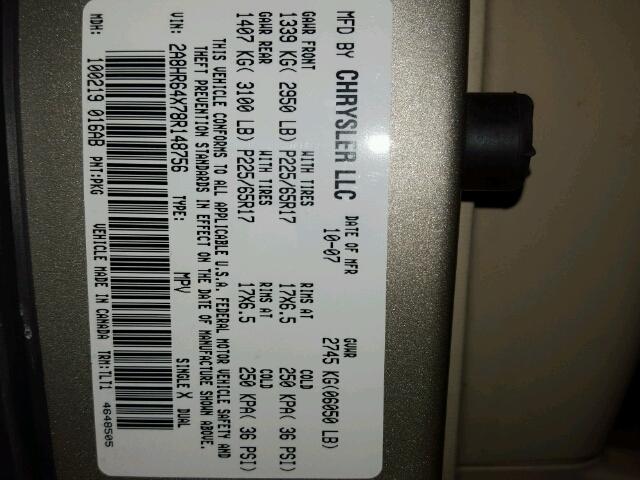 MFD BY CHRYSLER LLC DATE OF MFR 10-07 GVWR 2745 KG(06050 LB)
GAWR FRONT WITH TIRES RIMS AT COLD
1339 KG( 2950 LB) P225/65R17 17X6.5 250 KPA( 36 PSI)
GAWR REAR WITH TIRES RIMS AT COLD
1407 KG( 3100 LB) P225/65R17 17X6.5 250 KPA( 36 PSI)
THIS VEHICLE CONFORMS TO ALL APPLICABLE U.S.A. FEDERAL MOTOR VEHICLE SAFETY AND
THEFT PREVENTION STANDARDS IN EFFECT ON THE DATE OF MANUFACTURE SHOWN ABOVE.
VIN: 2A8HR64X78R148756 TYPE: MPV SINGLE X DUAL
MDH: 100219 016AB PNT:PKG VEHICLE MADE IN CANADA TRM:TLT1 4648505